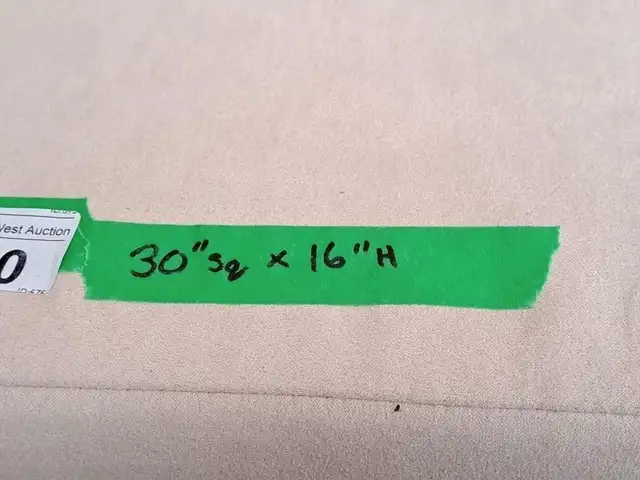 West Auction
0
30" Sq x 16" H